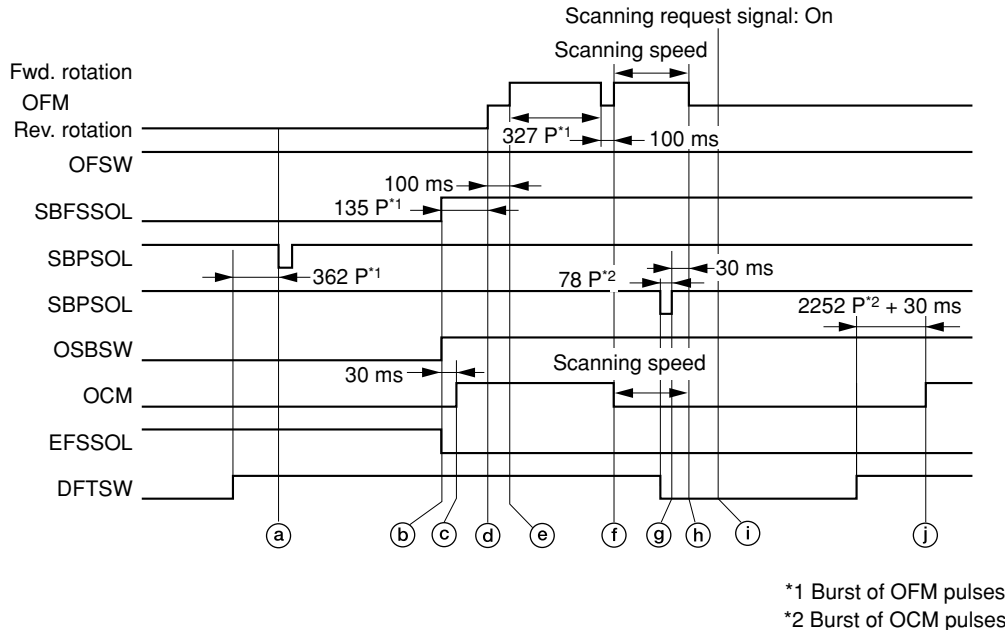 Scanning request signal: On
Scanning speed
Fwd. rotation
OFM
Rev. rotation
327 P*1
100 ms
OFSW
100 ms
SBFSSOL
135 P*1
SBPSOL
362 P*1
30 ms
78 P*2
SBPSOL
2252 P*2 + 30 ms
OSBSW
30 ms
Scanning speed
OCM
EFSSOL
DFTSW
a b c d e f g h i j
*1 Burst of OFM pulses
*2 Burst of OCM pulses